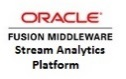 ORACLE
FUSION MIDDLEWARE
Stream Analytics
Platform